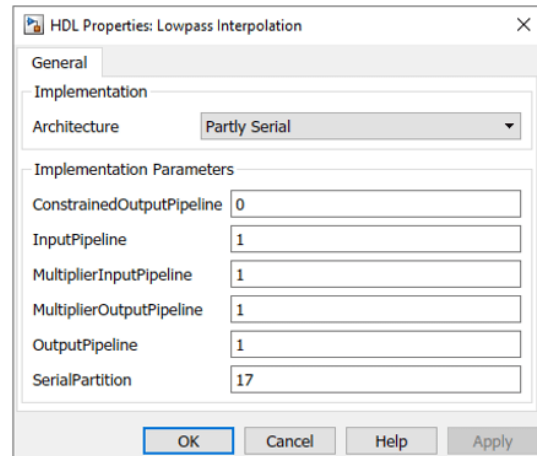 HDL Properties: Lowpass Interpolation
General
Implementation
Architecture Partly Serial
Implementation Parameters
ConstrainedOutputPipeline 0
InputPipeline 1
MultiplierInputPipeline 1
MultiplierOutputPipeline 1
OutputPipeline 1
SerialPartition 17
OK Cancel Help Apply